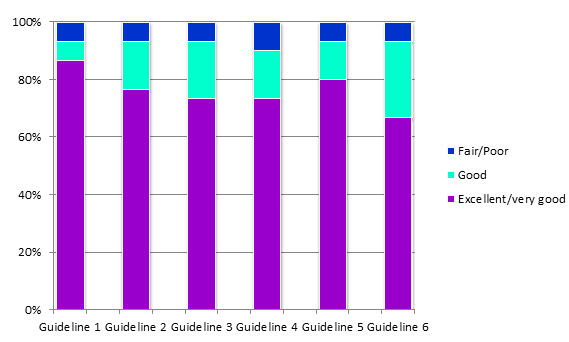 100%
80%
60%
40%
20%
0%
Guideline 1 Guideline 2 Guideline 3 Guideline 4 Guideline 5 Guideline 6
Fair/Poor
Good
Excellent/very good